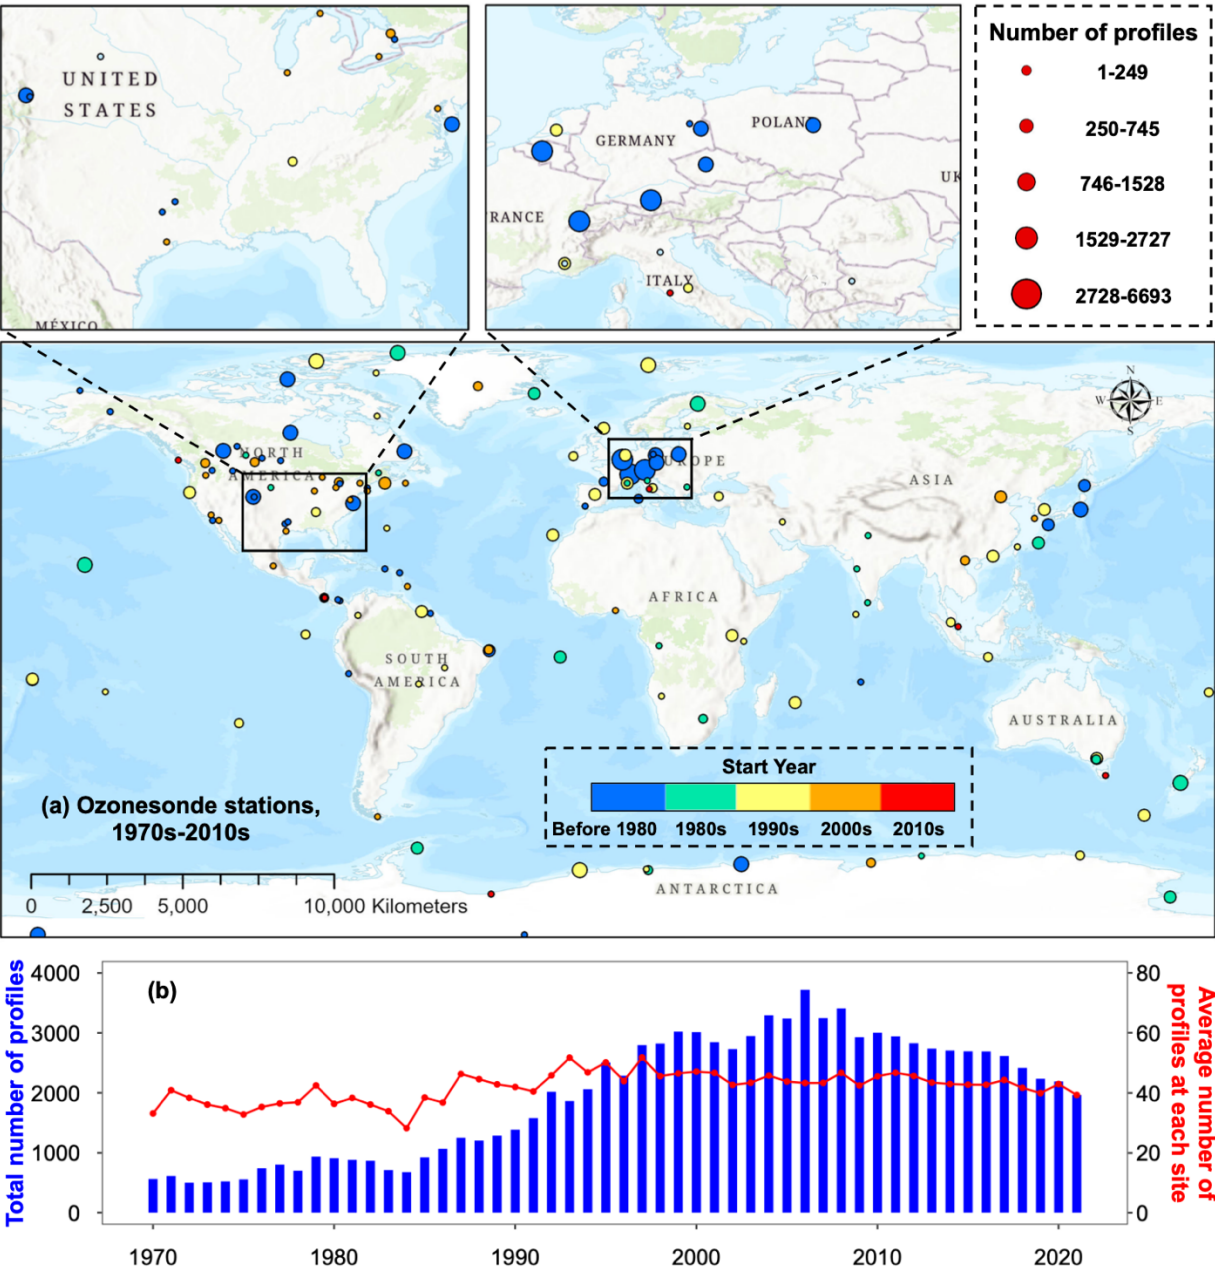 UNITED
STATES
MÉXICO
GERMANY
POLAN
UK
RANCE
ITALY
Number of profiles
1-249
250-745
746-1528
1529-2727
2728-6693
N
W E
S
NORTH
AMERICA
EUROPE
ASIA
AFRICA
SOUTH
AMERICA
AUSTRALIA
ANTARCTICA
Start Year
Before 1980 1980s 1990s 2000s 2010s
(a) Ozonesonde stations,
1970s-2010s
0 2,500 5,000 10,000 Kilometers
(b)
Total number of profiles
4000
3000
2000
1000
0
80
60
40
20
0
Average number of
profiles at each site
1970 1980 1990 2000 2010 2020